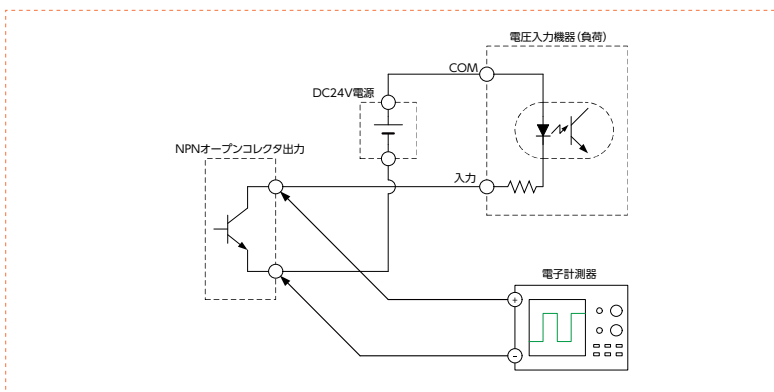 電圧入力機器(負荷)
COM
DC24V電源
NPNオープンコレクタ出力
入力
電子計測器
+
-